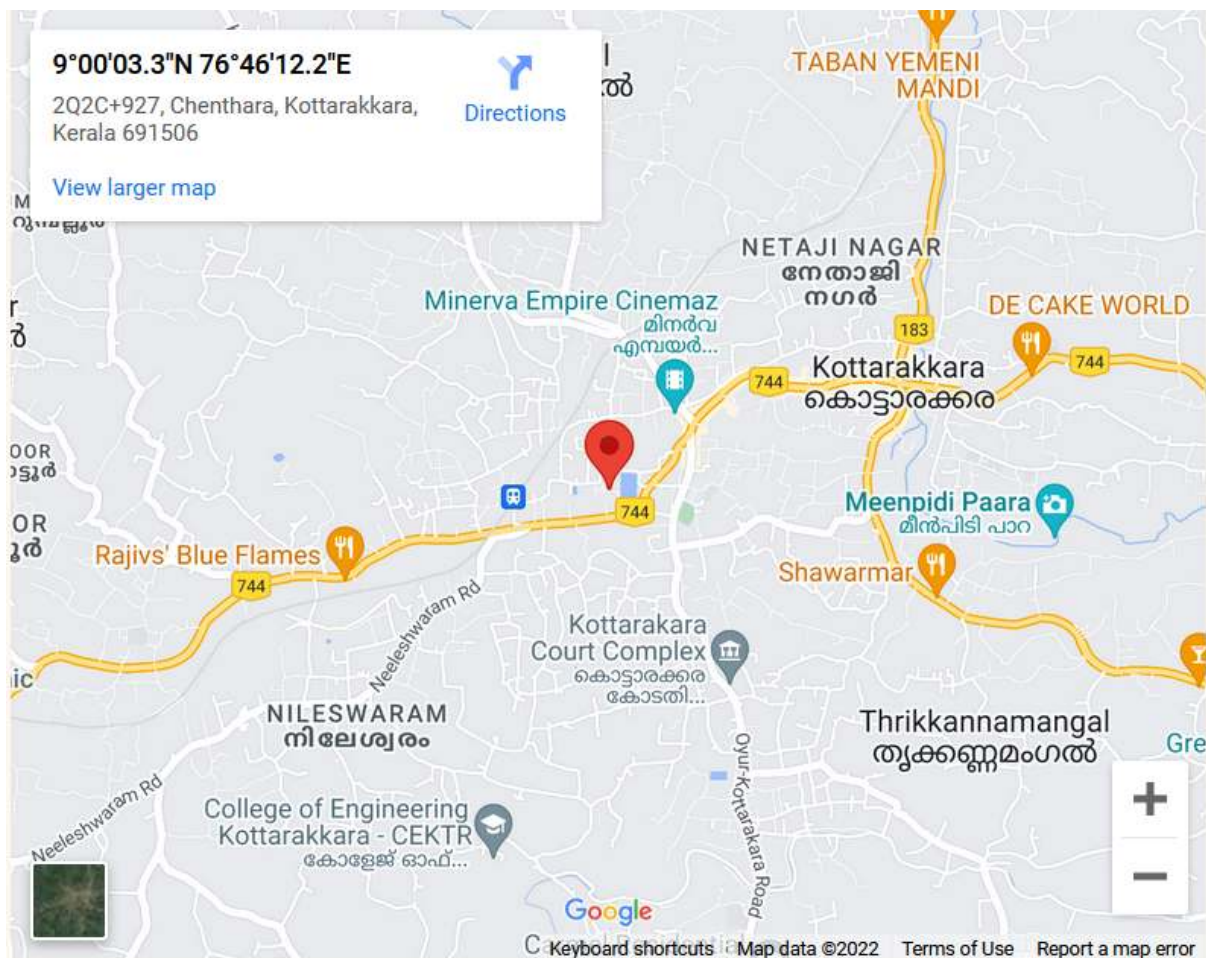 9°00'03.3"N 76°46'12.2"E
2Q2C+927, Chenthara, Kottarakkara,
Kerala 691506
Directions
View larger map
TABAN YEMENI
MANDI
NETAJI NAGAR
നേതാജി
നഗർ
Minerva Empire Cinemaz
മിനർവ
എമ്പയർ...
DE CAKE WORLD
183
744
744
Kottarakkara
കൊട്ടാരക്കര
744
Meenpidi Paara
മീൻപിടി പാറ
Rajivs' Blue Flames
744
Shawarmar
Neeleshwaram Rd
Kottarakara
Court Complex
കൊട്ടാരക്കര
കോടതി...
NILESWARAM
നിലേശ്വരം
Thrikkannamangal
തൃക്കണ്ണമംഗൽ
Gre
Oyur-Kottarakara Road
Neeleshwaram Rd
College of Engineering
Kottarakkara - CEKTR
കോളേജ് ഓഫ്...
Google
Keyboard shortcuts
Map data ©2022
Terms of Use
Report a map error